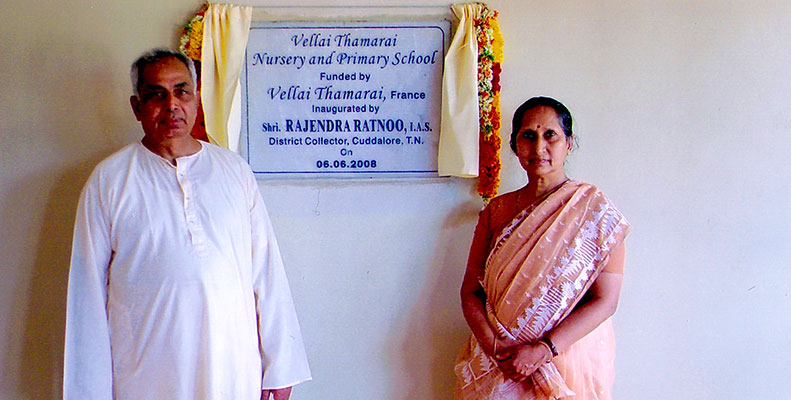 Vellai Thamarai
Nursery and Primary School
Funded by
Vellai Thamarai, France
Inaugurated by
Shri. RAJENDRA RATNOO, I.A.S.
District Collector, Cuddalore, T.N.
On
06.06.2008